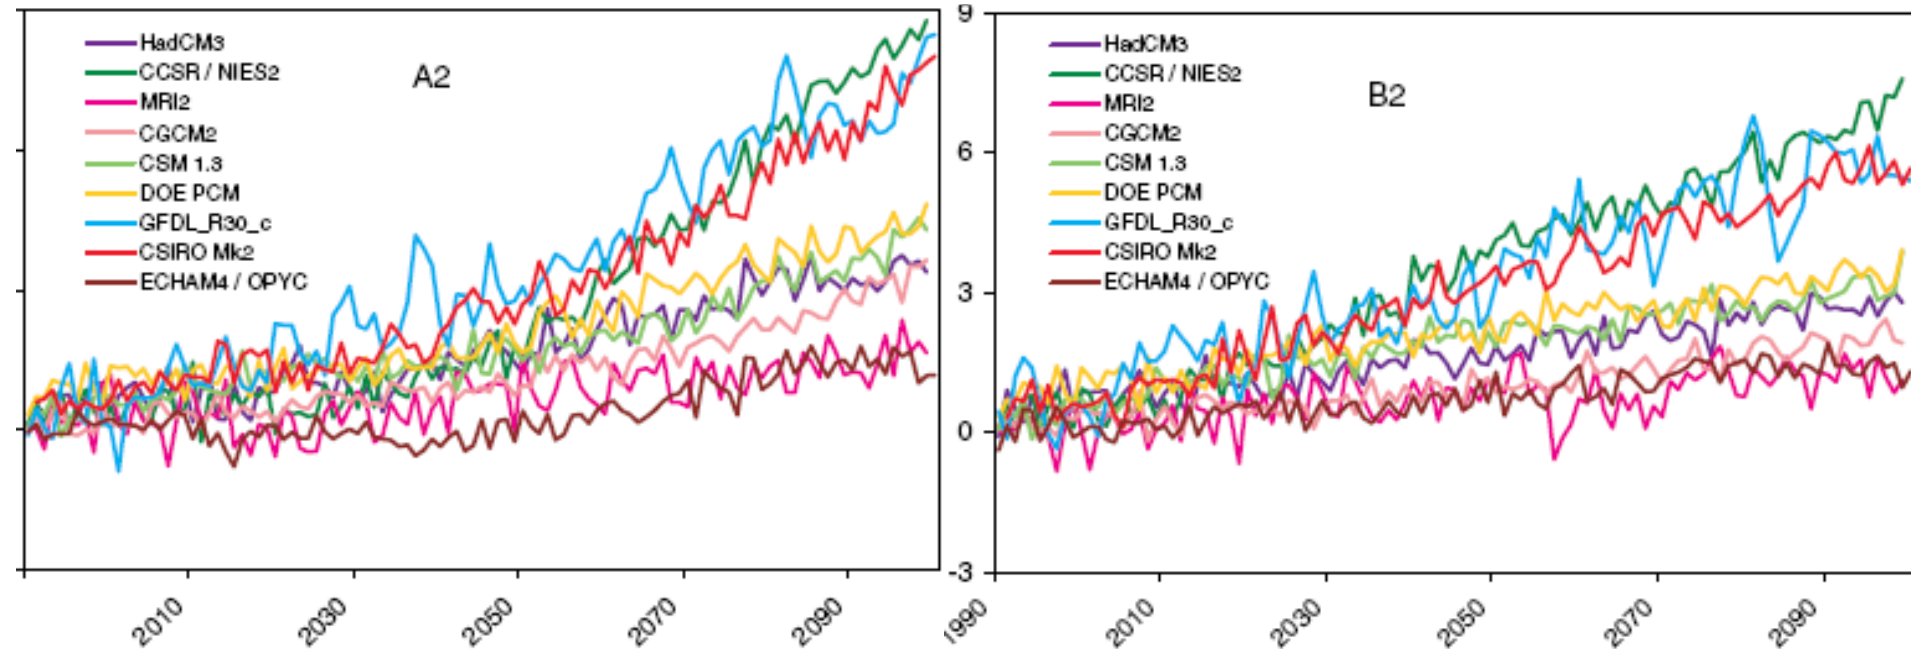 HadCM3
CCSR / NIES2
A2
MRI2
CGCM2
CSM 1.3
DOE PCM
GFDL_R30_c
CSIRO Mk2
ECHAM4 / OPYC
2010
2030
2050
2070
2090
9
HadCM3
CCSR / NIES2
B2
MRI2
6
CGCM2
CSM 1.3
DOE PCM
GFDL_R30_c
CSIRO Mk2
3
ECHAM4 / OPYC
0
-3
1990
2010
2030
2050
2070
2090